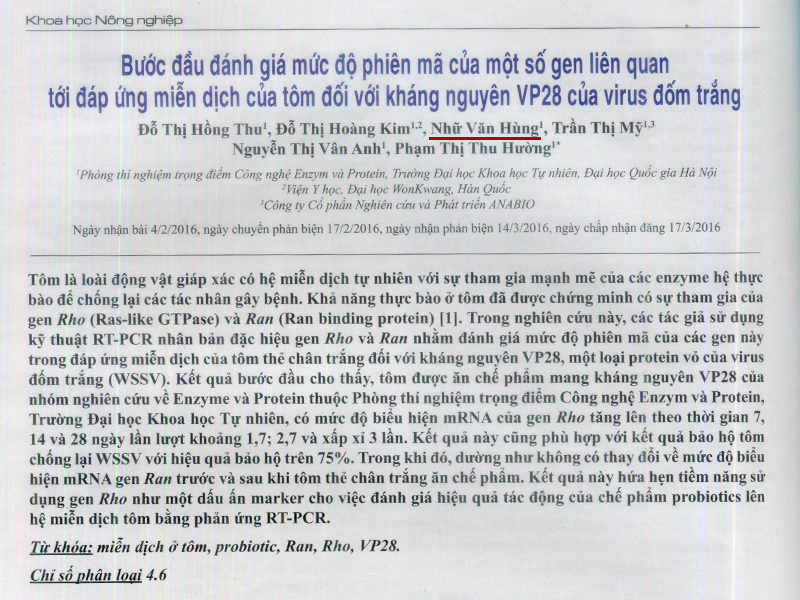 Khoa học Nông nghiệp
Bước đầu đánh giá mức độ phiên mã của một số gen liên quan
tới đáp ứng miễn dịch của tôm đối với kháng nguyên VP28 của virus đốm trắng
Đỗ Thị Hồng Thu¹, Đỗ Thị Hoàng Kim¹,², Nhữ Văn Hùng¹, Trần Thị Mỹ¹,³
Nguyễn Thị Vân Anh¹, Phạm Thị Thu Hường¹*
¹Phòng thí nghiệm trọng điểm Công nghệ Enzym và Protein, Trường Đại học Khoa học Tự nhiên, Đại học Quốc gia Hà Nội
²Viện Y học, Đại học WonKwang, Hàn Quốc
³Công ty Cổ phần Nghiên cứu và Phát triển ANABIO
Ngày nhận bài 4/2/2016, ngày chuyển phản biện 17/2/2016, ngày nhận phản biện 14/3/2016, ngày chấp nhận đăng 17/3/2016
Tôm là loài động vật giáp xác có hệ miễn dịch tự nhiên với sự tham gia mạnh mẽ của các enzyme hệ thực
bào để chống lại các tác nhân gây bệnh. Khả năng thực bào ở tôm đã được chứng minh có sự tham gia của
gen Rho (Ras-like GTPase) và Ran (Ran binding protein) [1]. Trong nghiên cứu này, các tác giả sử dụng
kỹ thuật RT-PCR nhân bản đặc hiệu gen Rho và Ran nhằm đánh giá mức độ phiên mã của các gen này
trong đáp ứng miễn dịch của tôm thẻ chân trắng đối với kháng nguyên VP28, một loại protein vỏ của virus
đốm trắng (WSSV). Kết quả bước đầu cho thấy, tôm được ăn chế phẩm mang kháng nguyên VP28 của
nhóm nghiên cứu về Enzyme và Protein thuộc Phòng thí nghiệm trọng điểm Công nghệ Enzym và Protein,
Trường Đại học Khoa học Tự nhiên, có mức độ biểu hiện mRNA của gen Rho tăng lên theo thời gian 7,
14 và 28 ngày lần lượt khoảng 1,7; 2,7 và xấp xỉ 3 lần. Kết quả này cũng phù hợp với kết quả bảo hộ tôm
chống lại WSSV với hiệu quả bảo hộ trên 75%. Trong khi đó, dường như không có thay đổi về mức độ biểu
hiện mRNA gen Ran trước và sau khi tôm thẻ chân trắng ăn chế phẩm. Kết quả này hứa hẹn tiềm năng sử
dụng gen Rho như một dấu ấn marker cho việc đánh giá hiệu quả tác động của chế phẩm probiotics lên
hệ miễn dịch tôm bằng phản ứng RT-PCR.
Từ khóa: miễn dịch ở tôm, probiotic, Ran, Rho, VP28.
Chỉ số phân loại 4.6